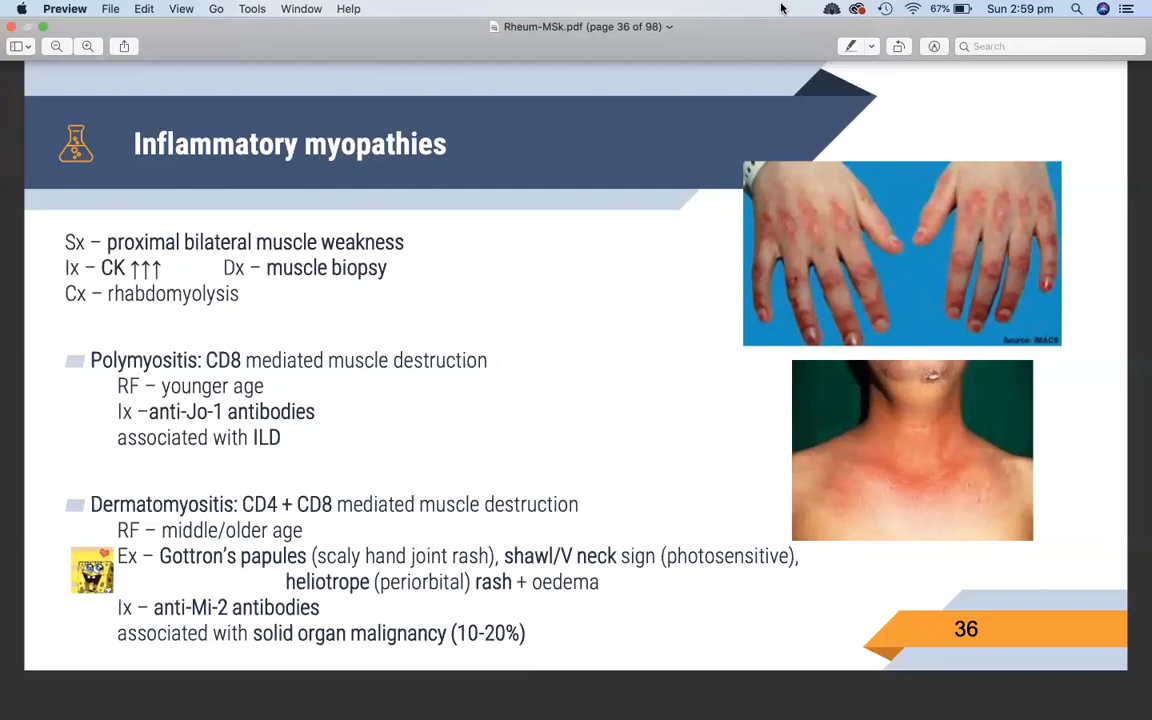 Preview File Edit View Go Tools Window Help 67% Sun 2:59 pm
Rheum-MSk.pdf (page 36 of 98)
Search
Inflammatory myopathies
Sx – proximal bilateral muscle weakness
Ix – CK ↑↑↑ Dx – muscle biopsy
Cx – rhabdomyolysis
Polymyositis: CD8 mediated muscle destruction
RF – younger age
Ix –anti-Jo-1 antibodies
associated with ILD
Dermatomyositis: CD4 + CD8 mediated muscle destruction
RF – middle/older age
Ex – Gottron's papules (scaly hand joint rash), shawl/V neck sign (photosensitive),
heliotrope (periorbital) rash + oedema
Ix – anti-Mi-2 antibodies
associated with solid organ malignancy (10-20%)
Source: IMACS
36